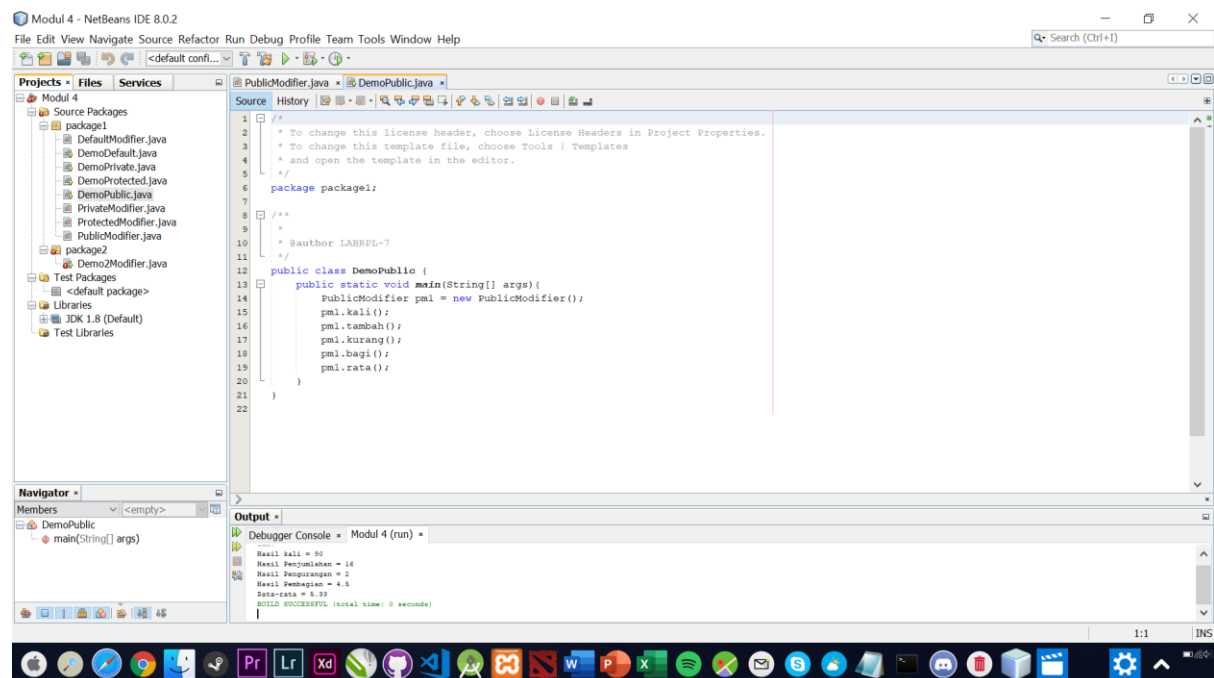 Modul 4 - NetBeans IDE 8.0.2
File Edit View Navigate Source Refactor Run Debug Profile Team Tools Window Help
Search (Ctrl+I)
<default confi...
Projects × Files Services
PublicModifier.java × DemoPublic.java ×
Source History
Modul 4
Source Packages
package1
DefaultModifier.java
DemoDefault.java
DemoPrivate.java
DemoProtected.java
DemoPublic.java
PrivateModifier.java
ProtectedModifier.java
PublicModifier.java
package2
Demo2Modifier.java
Test Packages
<default package>
Libraries
JDK 1.8 (Default)
Test Libraries
1 /*
2 * To change this license header, choose License Headers in Project Properties.
3 * To change this template file, choose Tools | Templates
4 * and open the template in the editor.
5 */
6 package package1;
7
8 /**
9 *
10 * @author LABRPL-7
11 */
12 public class DemoPublic {
13 public static void main(String[] args){
14 PublicModifier pm1 = new PublicModifier();
15 pm1.kali();
16 pm1.tambah();
17 pm1.kurang();
18 pm1.bagi();
19 pm1.rata();
20 }
21 }
22
Navigator ×
Members <empty>
DemoPublic
main(String[] args)
Output ×
Debugger Console × Modul 4 (run) ×
Hasil kali = 90
Hasil Penjumlahan = 16
Hasil Pengurangan = 2
Hasil Pembagian = 4.5
Rata-rata = 5.33
BUILD SUCCESSFUL (total time: 0 seconds)
1:1 INS
Pr Lr Xd